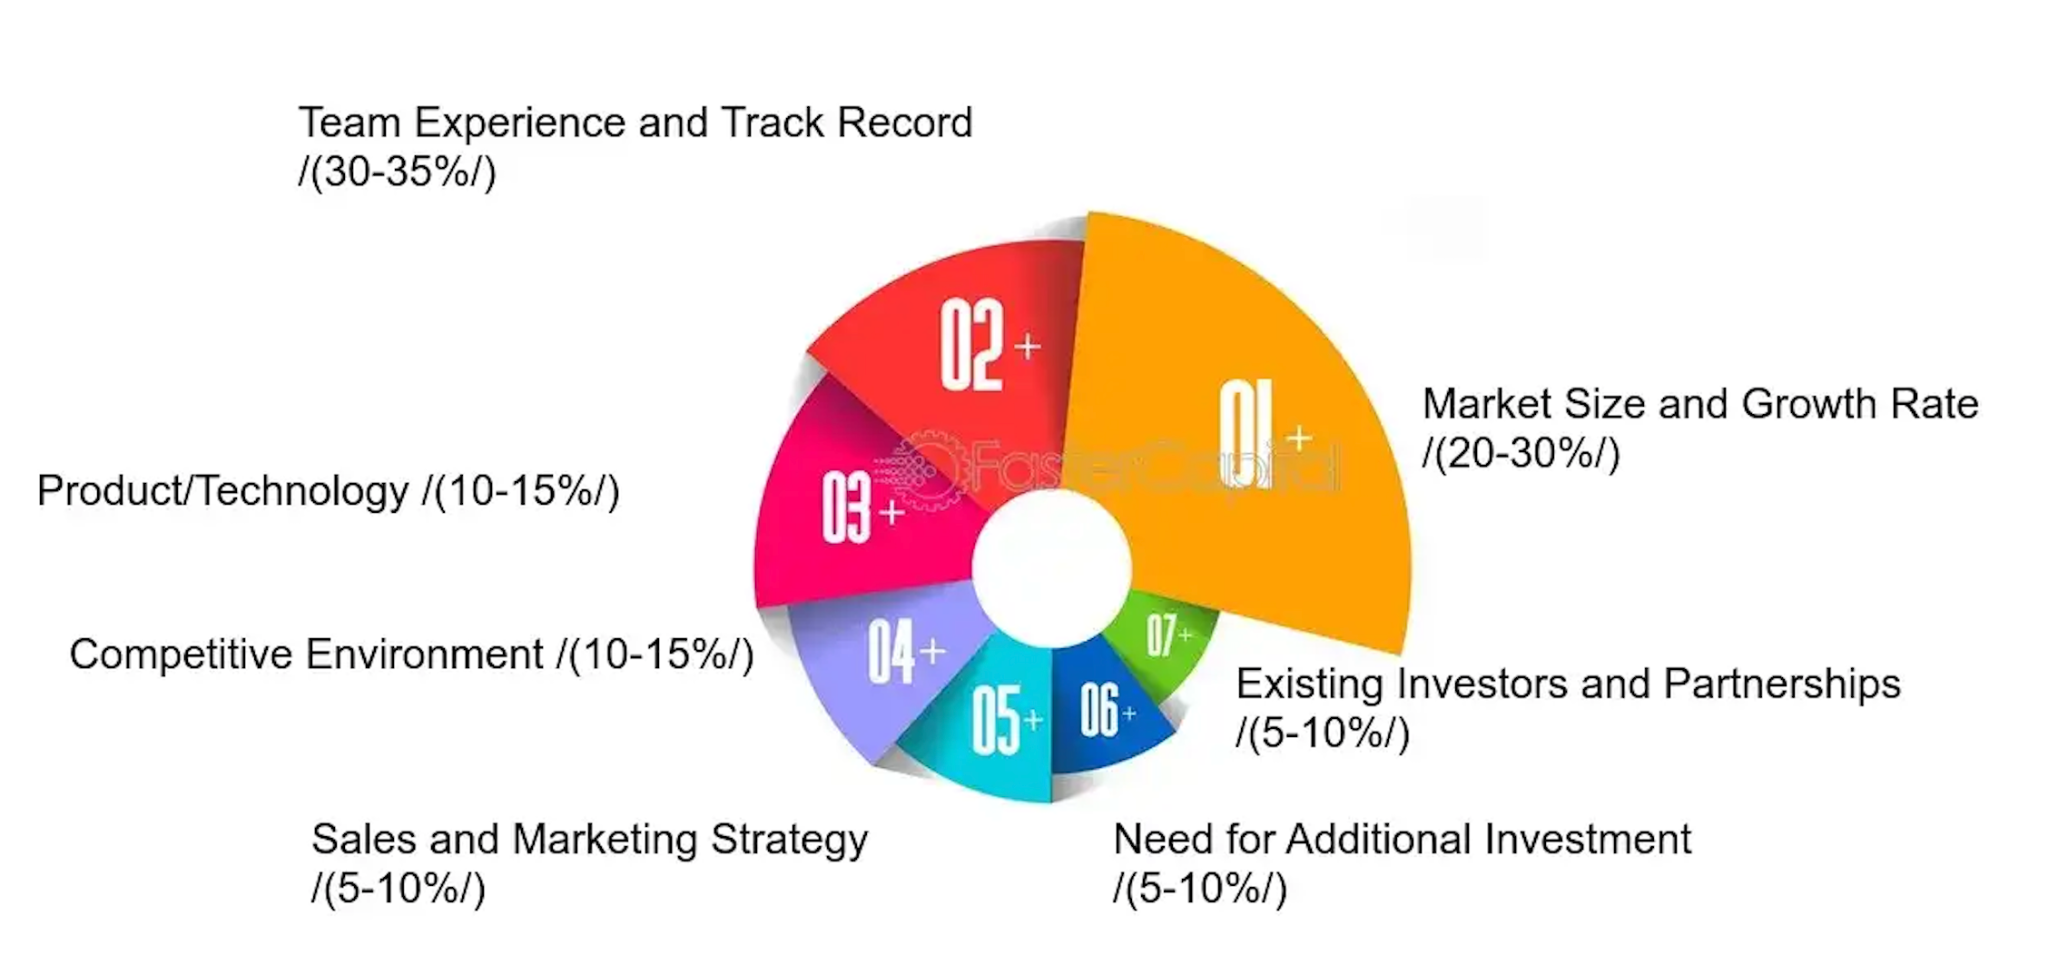 Team Experience and Track Record
/(30-35%/)
02+
01+
Market Size and Growth Rate
/(20-30%/)
FasterCapital
Product/Technology /(10-15%/)
03+
Competitive Environment /(10-15%/)
04+
07+
05+
06+
Existing Investors and Partnerships
/(5-10%/)
Sales and Marketing Strategy
/(5-10%/)
Need for Additional Investment
/(5-10%/)